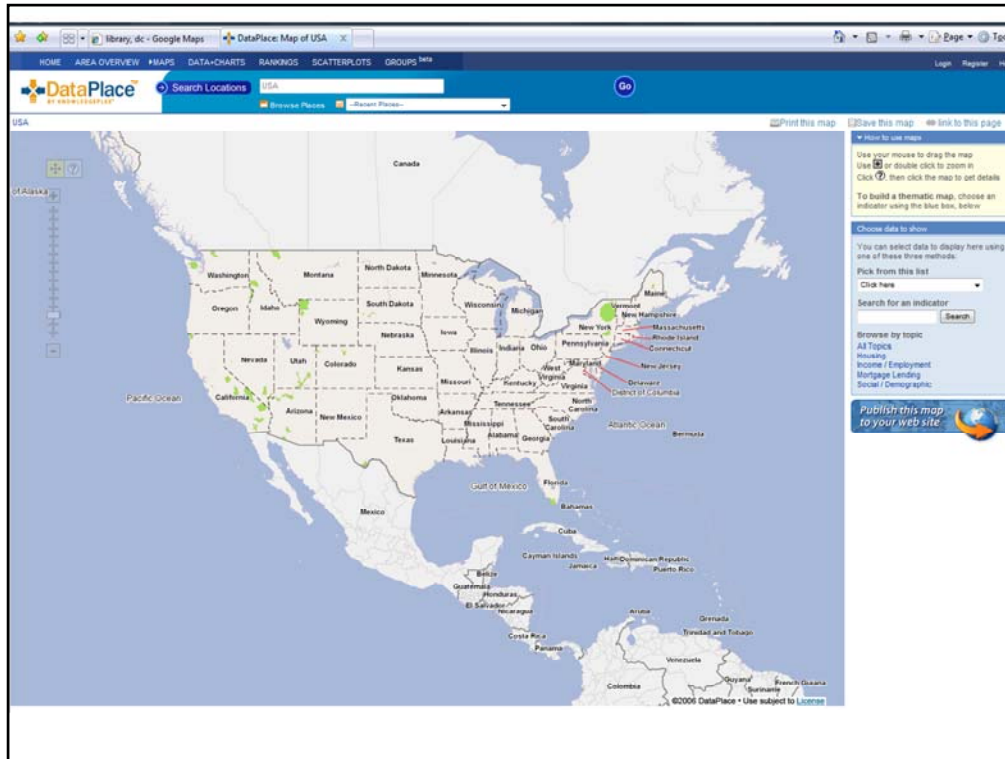 library, dc - Google Maps
DataPlace: Map of USA X
Page
HOME AREA OVERVIEW MAPS DATA+CHARTS RANKINGS SCATTERPLOTS GROUPS beta
Login Register
DataPlace™
BY KNOWLEDGEPLEX
Search Locations
USA
Go
Browse Places
--Recent Places--
USA
Print this map Save this map link to this page
How to use maps
Use your mouse to drag the map
Use or double click to zoom in
Click ?, then click the map to get details
To build a thematic map, choose an
indicator using the blue box, below
Choose data to show
You can select data to display here using
one of these three methods:
Pick from this list
Click here
Search for an indicator
Search
Browse by topic
All Topics
Housing
Income / Employment
Mortgage Lending
Social / Demographic
Publish this map
to your web site
?
of Alaska
Canada
Washington
Montana
North Dakota
Minnesota
Maine
Oregon
Idaho
South Dakota
Wisconsin
Michigan
Vermont
New Hampshire
Wyoming
New York
Massachusetts
Rhode Island
Connecticut
Nebraska
Iowa
Pennsylvania
Nevada
Utah
Colorado
Illinois
Indiana
Ohio
Maryland
New Jersey
Kansas
Missouri
West
Virginia
Kentucky
Virginia
Delaware
District of Columbia
Pacific Ocean
California
Arizona
New Mexico
Oklahoma
Arkansas
Tennessee
North
Carolina
Mississippi
South
Carolina
Atlantic Ocean
Bermuda
Texas
Louisiana
Alabama
Georgia
Gulf of Mexico
Florida
Mexico
Bahamas
Cuba
Cayman Islands
Haiti
Dominican Republic
Jamaica
Puerto Rico
Belize
Guatemala
Honduras
El Salvador
Nicaragua
Aruba
Grenada
Costa Rica
Trinidad and Tobago
Panama
Venezuela
Colombia
Guyana
Suriname
French Guiana
©2006 DataPlace • Use subject to License